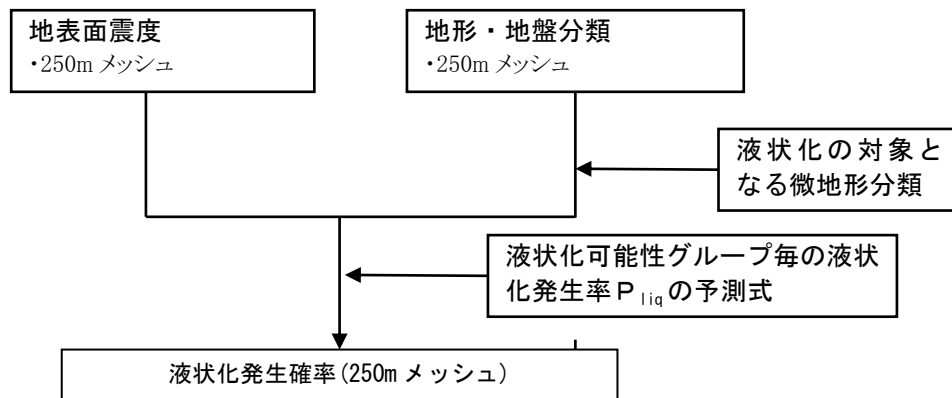 地表面震度
・250m メッシュ
地形・地盤分類
・250m メッシュ
液状化の対象と
なる微地形分類
液状化可能性グループ毎の液状
化発生率Ｐliqの予測式
液状化発生確率(250m メッシュ)